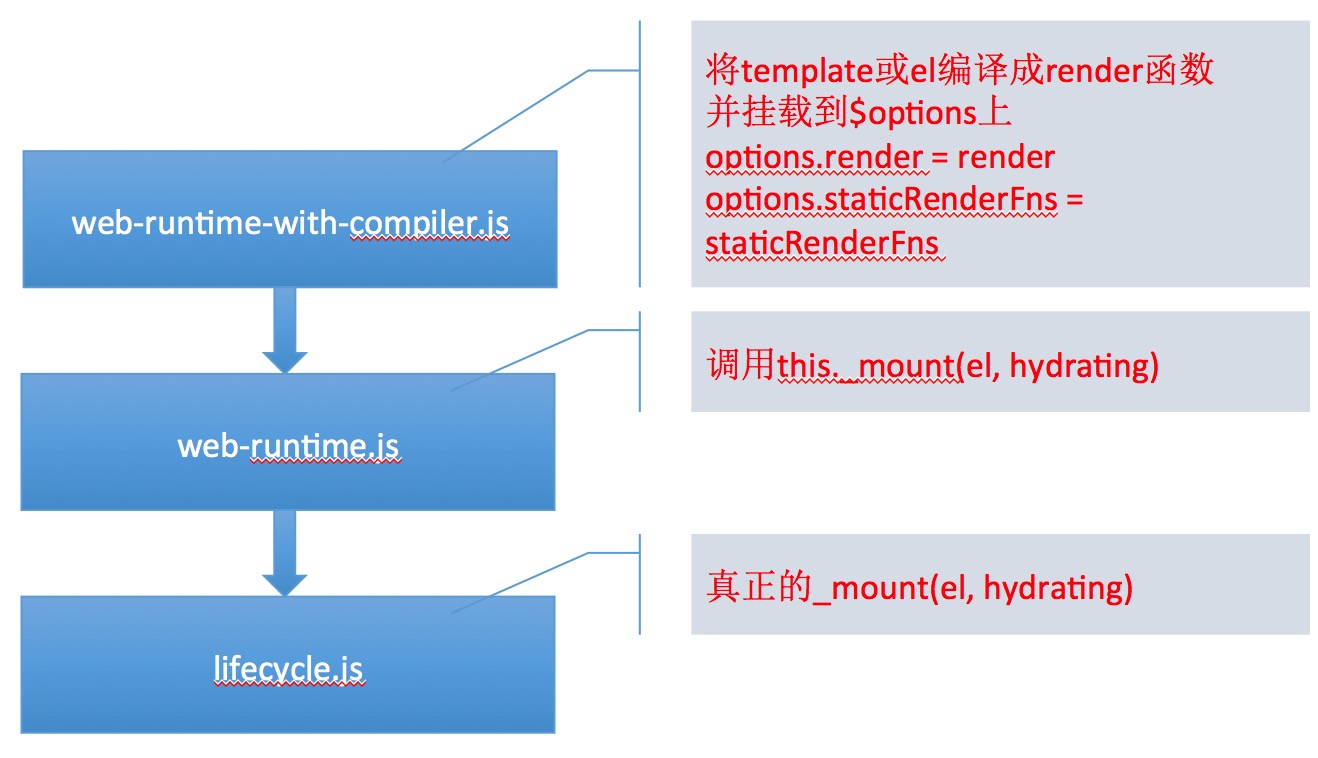 将template或el编译成render函数
并挂载到$options上
options.render = render
options.staticRenderFns =
staticRenderFns
web-runtime-with-compiler.js
调用this._mount(el, hydrating)
web-runtime.js
真正的_mount(el, hydrating)
lifecycle.js